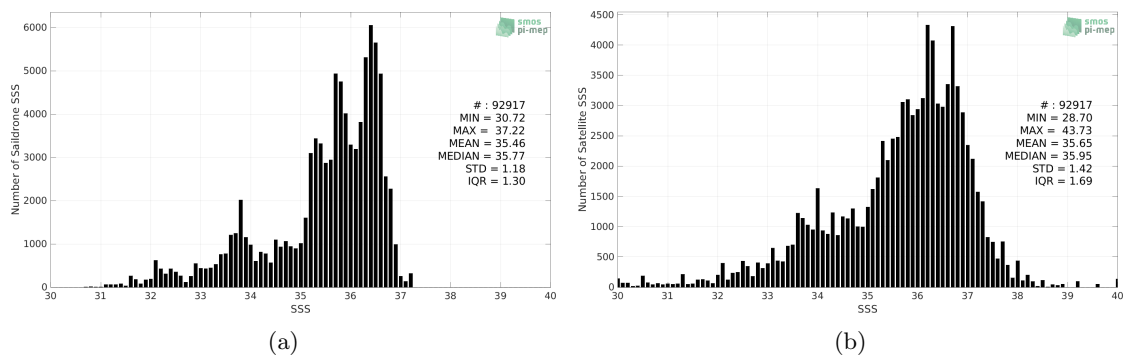 smos
pi-mep
6000
5000
4000
3000
2000
1000
0
Number of Saildrone SSS
# : 92917
MIN = 30.72
MAX = 37.22
MEAN = 35.46
MEDIAN = 35.77
STD = 1.18
IQR = 1.30
30 31 32 33 34 35 36 37 38 39 40
SSS
(a)
smos
pi-mep
4500
4000
3500
3000
2500
2000
1500
1000
500
0
Number of Satellite SSS
# : 92917
MIN = 28.70
MAX = 43.73
MEAN = 35.65
MEDIAN = 35.95
STD = 1.42
IQR = 1.69
30 31 32 33 34 35 36 37 38 39 40
SSS
(b)